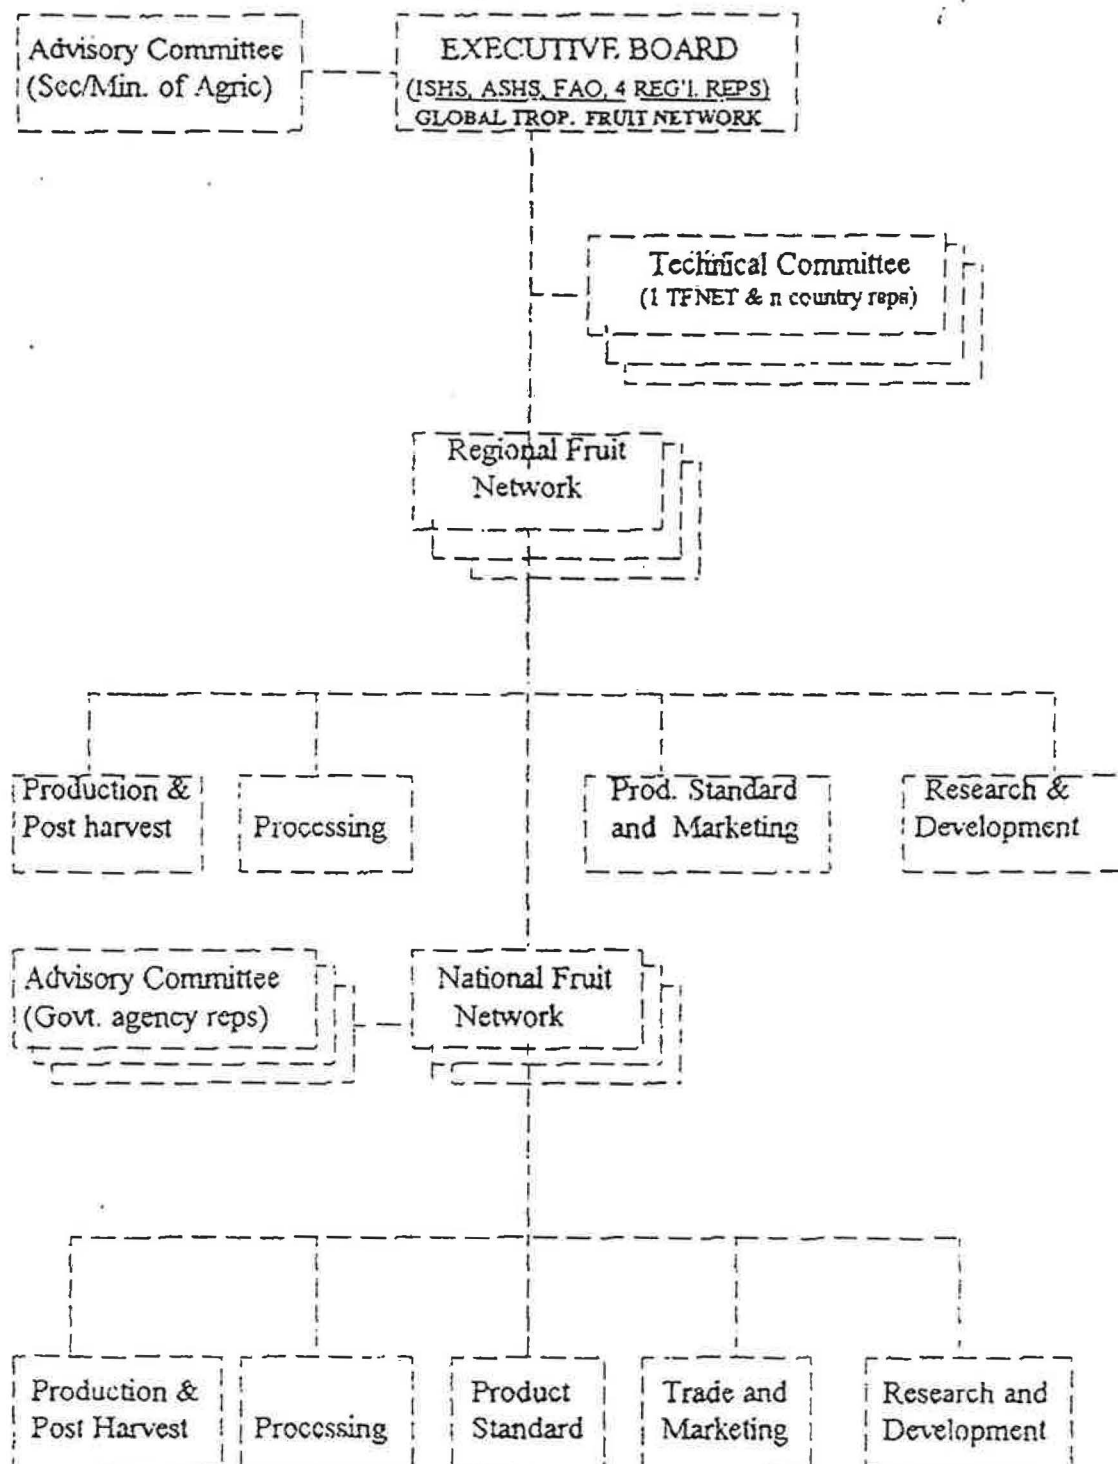 Advisory Committee
(Sec/Min. of Agric)
EXECUTIVE BOARD
(ISHS, ASHS, FAO, 4 REG'L REPS)
GLOBAL TROP. FRUIT NETWORK
Technical Committee
(1 TFNET & n country reps)
Regional Fruit
Network
Production &
Post harvest
Processing
Prod. Standard
and Marketing
Research &
Development
Advisory Committee
(Govt. agency reps)
National Fruit
Network
Production &
Post Harvest
Processing
Product
Standard
Trade and
Marketing
Research and
Development